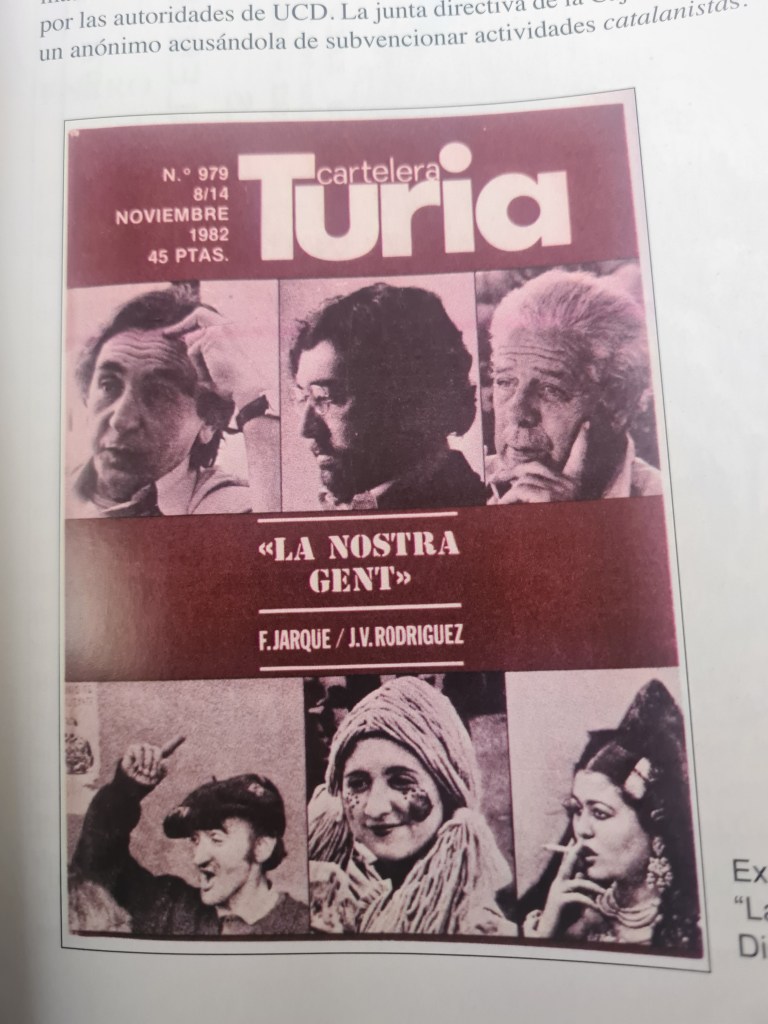 por las autoridades de UCD. La junta directiva de la
un anónimo acusándola de subvencionar actividades catalanistas.
N.º 979
8/14
NOVIEMBRE
1982
45 PTAS.
cartelera
Turia
«LA NOSTRA
GENT»
F. JARQUE / J.V. RODRIGUEZ
Ex
“La
Di